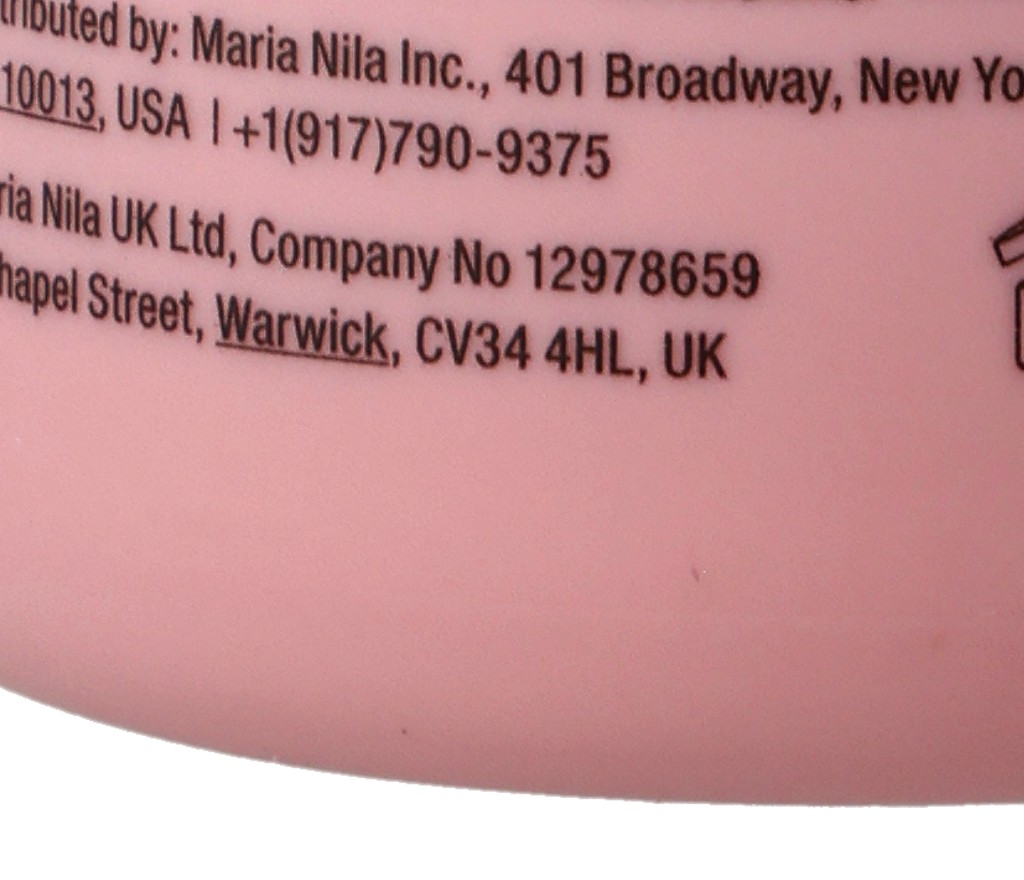 tributed by: Maria Nila Inc., 401 Broadway, New Yo
10013, USA | +1(917)790-9375
ria Nila UK Ltd, Company No 12978659
hapel Street, Warwick, CV34 4HL, UK